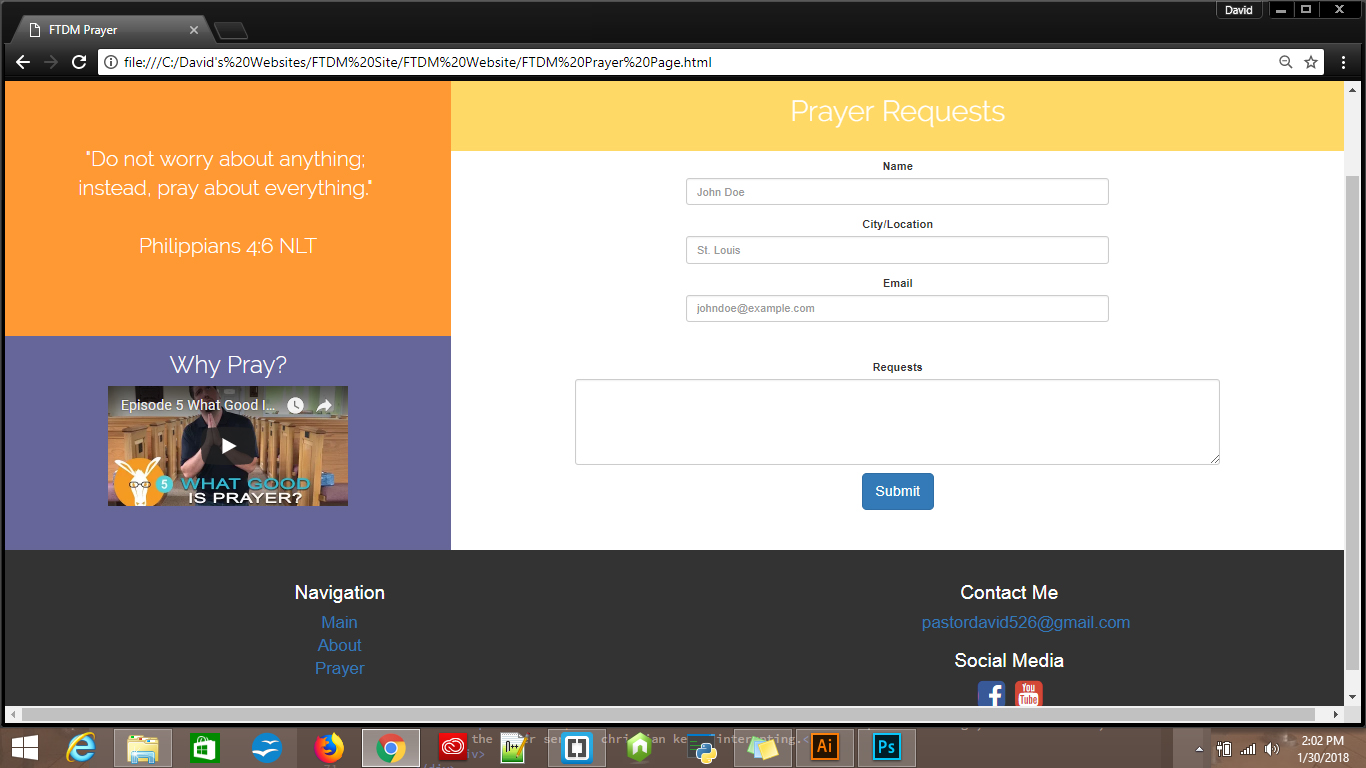 David
FTDM Prayer
file:///C:/David's%20Websites/FTDM%20Site/FTDM%20Website/FTDM%20Prayer%20Page.html
"Do not worry about anything;
instead, pray about everything."
Philippians 4:6 NLT
Why Pray?
Episode 5 What Good I...
5 WHAT GOOD
IS PRAYER?
Prayer Requests
Name
John Doe
City/Location
St. Louis
Email
johndoe@example.com
Requests
Submit
Navigation
Main
About
Prayer
Contact Me
pastordavid526@gmail.com
Social Media
f
You
Tube
Ai
Ps
2:02 PM
1/30/2018